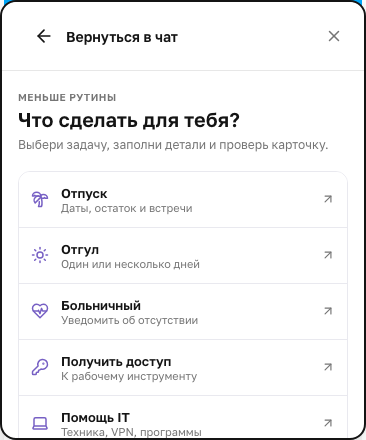 Вернуться в чат
МЕНЬШЕ РУТИНЫ
Что сделать для тебя?
Выбери задачу, заполни детали и проверь карточку.
Отпуск
Даты, остаток и встречи
Отгул
Один или несколько дней
Больничный
Уведомить об отсутствии
Получить доступ
К рабочему инструменту
Помощь IT
Техника, VPN, программы